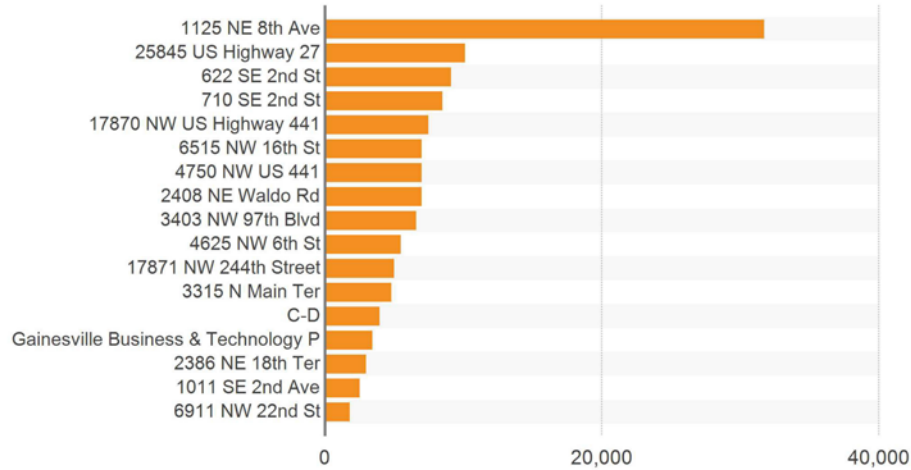 1125 NE 8th Ave
25845 US Highway 27
622 SE 2nd St
710 SE 2nd St
17870 NW US Highway 441
6515 NW 16th St
4750 NW US 441
2408 NE Waldo Rd
3403 NW 97th Blvd
4625 NW 6th St
17871 NW 244th Street
3315 N Main Ter
C-D
Gainesville Business & Technology P
2386 NE 18th Ter
1011 SE 2nd Ave
6911 NW 22nd St
0 20,000 40,000